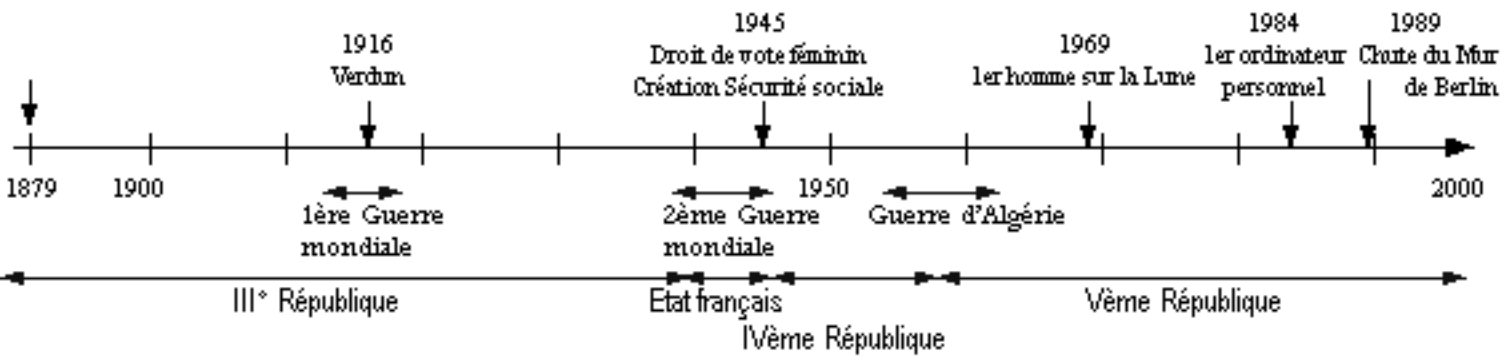 1916
Verdun
1945
Droit de vote féminin
Création Sécurité sociale
1969
1er homme sur la Lune
1984
1er ordinateur
personnel
1989
Chute du Mur
de Berlin
1879
1900
1950
2000
1ère Guerre
mondiale
2ème Guerre
mondiale
Guerre d'Algérie
III° République
Etat français
IVème République
Vème République